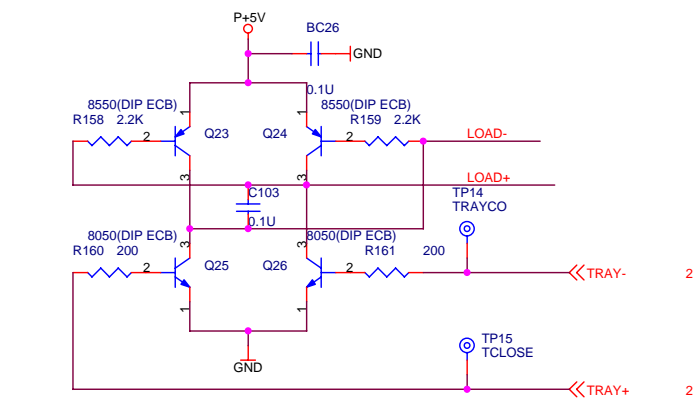 P+5V
BC26
GND
0.1U
8550(DIP ECB)
8550(DIP ECB)
R158 2.2K
1
1
R159 2.2K
2
Q23
Q24
2
LOAD-
3
3
LOAD+
C103
TP14
TRAYCO
0.1U
8050(DIP ECB)
8050(DIP ECB)
R160 200
3
3
R161 200
2
Q25
Q26
2
TRAY-
2
1
1
TP15
TCLOSE
GND
TRAY+
2